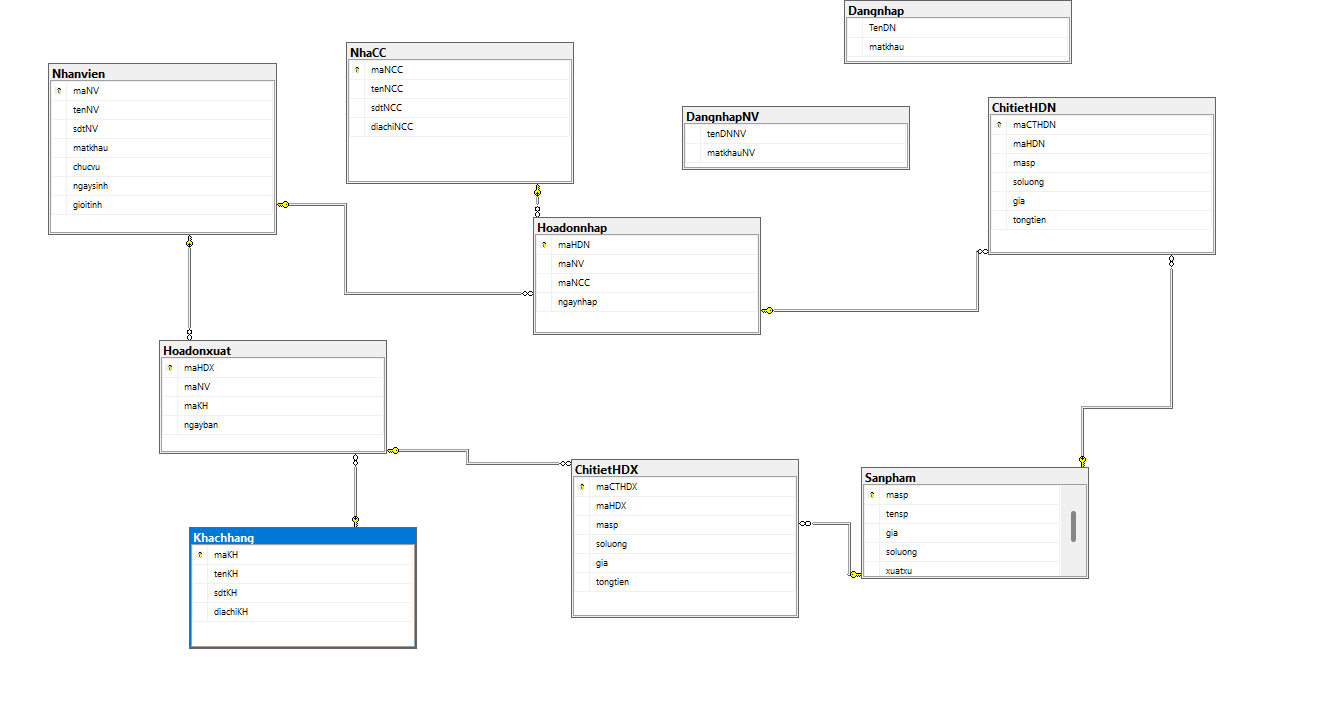 Dangnhap
TenDN
matkhau
NhaCC
maNCC
tenNCC
sdtNCC
diachiNCC
Nhanvien
maNV
tenNV
sdtNV
matkhau
chucvu
ngaysinh
gioitinh
DangnhapNV
tenDNNV
matkhauNV
ChitietHDN
maCTHDN
maHDN
masp
soluong
gia
tongtien
Hoadonnhap
maHDN
maNV
maNCC
ngaynhap
Hoadonxuat
maHDX
maNV
maKH
ngayban
ChitietHDX
maCTHDX
maHDX
masp
soluong
gia
tongtien
Sanpham
masp
tensp
gia
soluong
xuatxu
Khachhang
maKH
tenKH
sdtKH
diachiKH